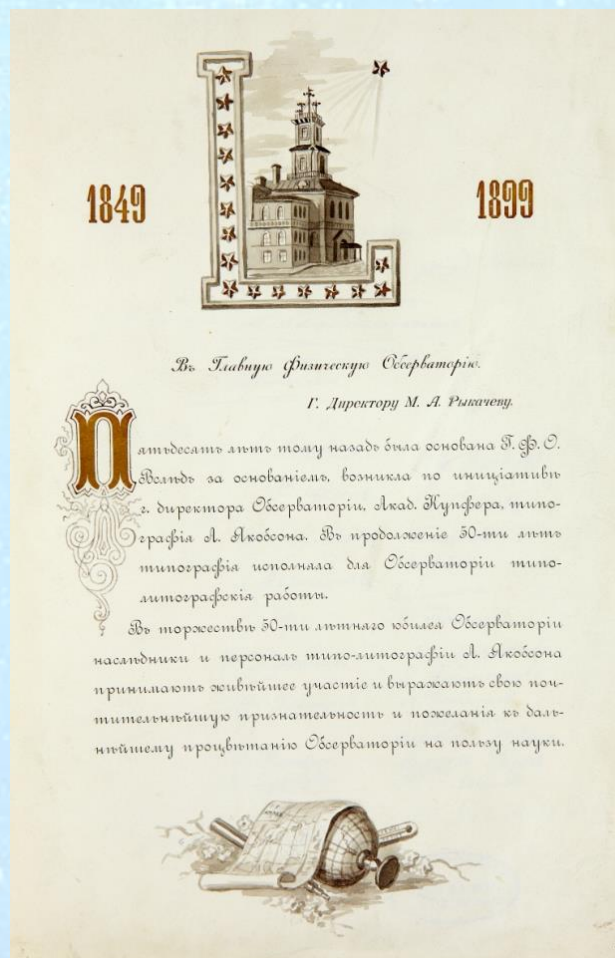 L
1849
1899
Въ Главную Физическую Обсерваторію.
Г. Директору М. А. Рыкачеву.
Пятьдесять лѣтъ тому назадъ была основана Г. Ф. О.
Вслѣдъ за основаніемъ, возникла по иниціативѣ
г. директора Обсерваторіи, Акад. Купфера, типо-
графія А. Якобсона. Въ продолженіе 50-ти лѣтъ
типографія исполняла для Обсерваторіи типо-
литографскія работы.
Въ торжествѣ 50-ти лѣтняго юбилея Обсерваторіи
наслѣдники и персоналъ типо-литографіи А. Якобсона
принимаютъ живѣйшее участіе и выражаютъ свою поч-
тительнѣйшую признательность и пожеланія къ даль-
нѣйшему процвѣтанію Обсерваторіи на пользу науки.